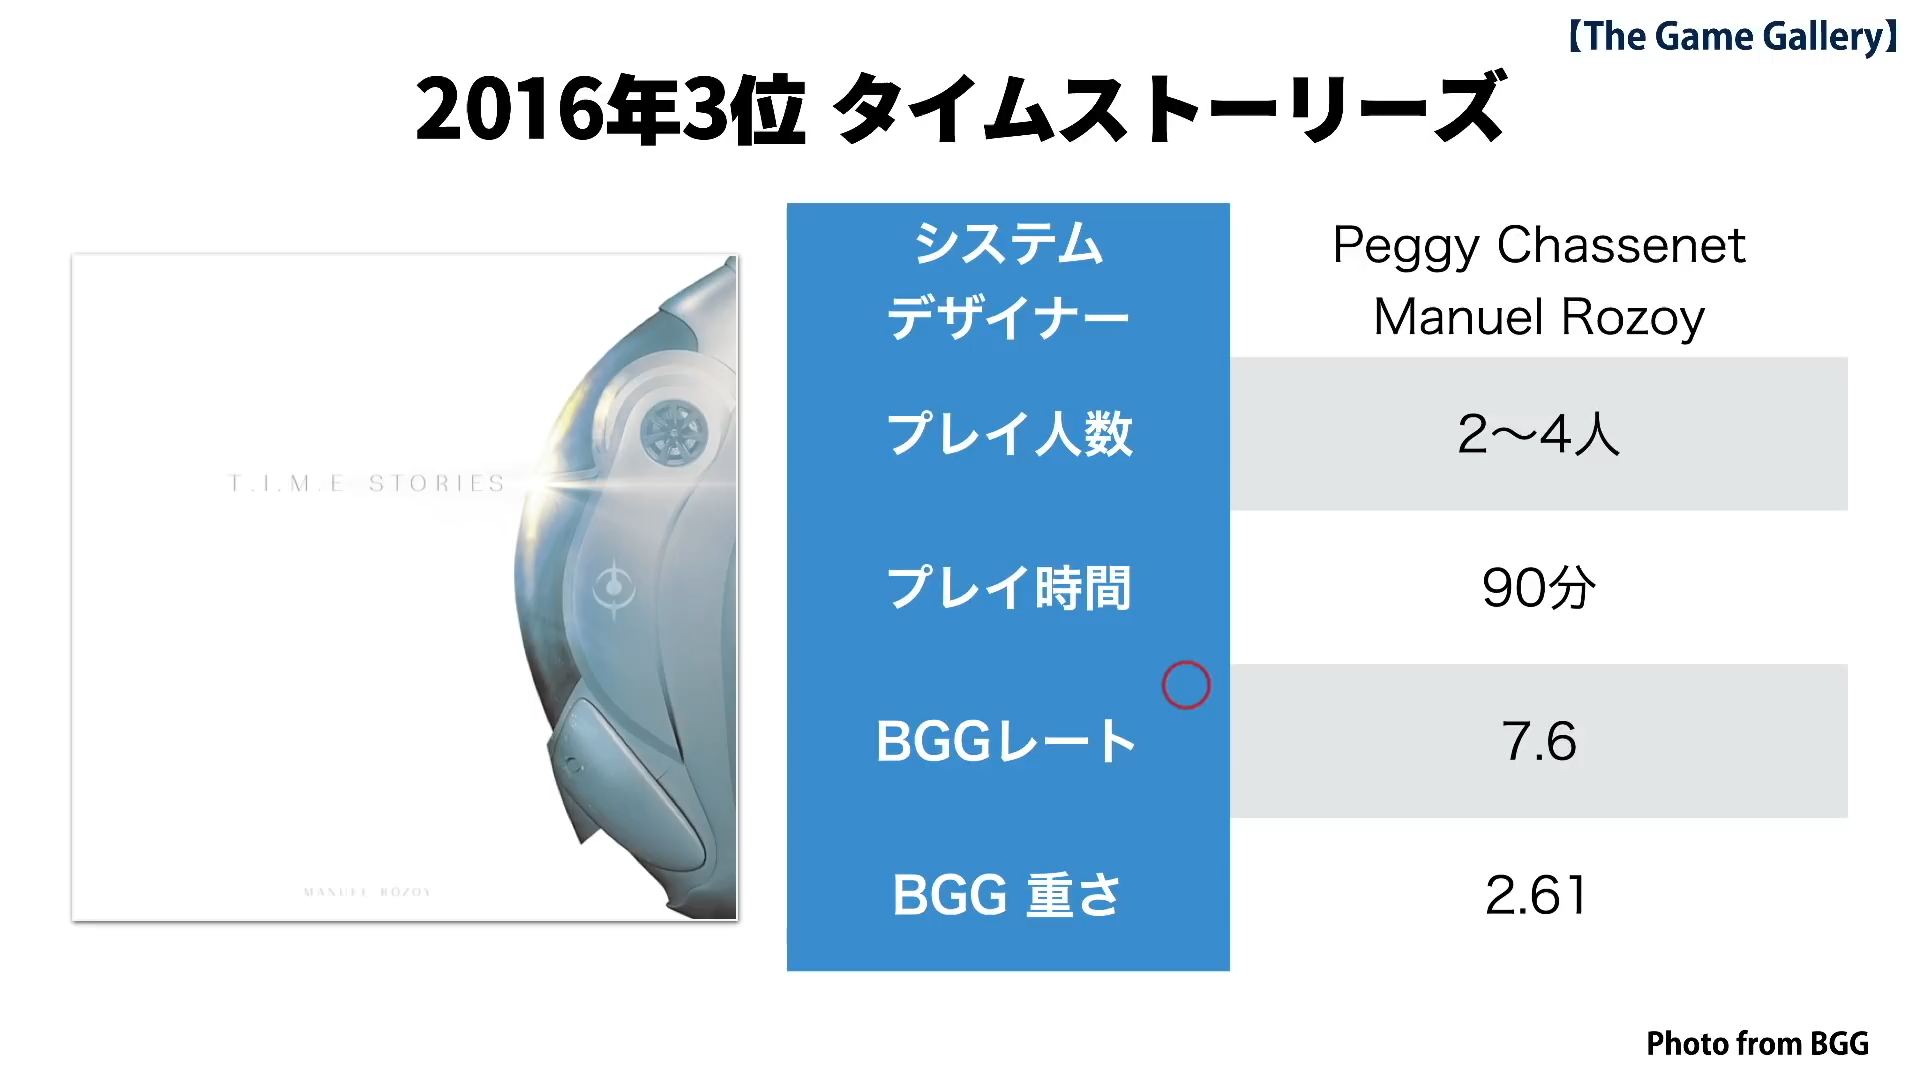 【The Game Gallery】
2016年3位 タイムストーリーズ
T.I.M.E STORIES
MANUEL ROZOY
システム
デザイナー
Peggy Chassenet
Manuel Rozoy
プレイ人数
2〜4人
プレイ時間
90分
BGGレート
7.6
BGG 重さ
2.61
Photo from BGG